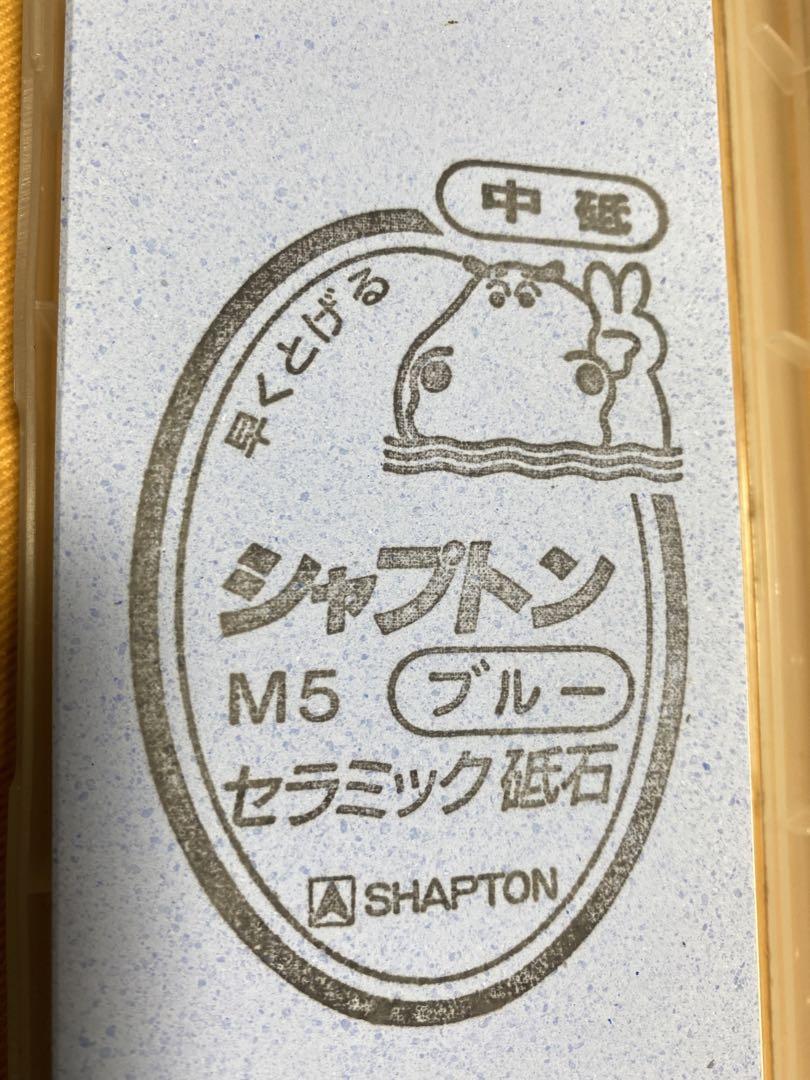 中砥
早くとげる
シャプトン
M5 ブルー
セラミック砥石
SHAPTON